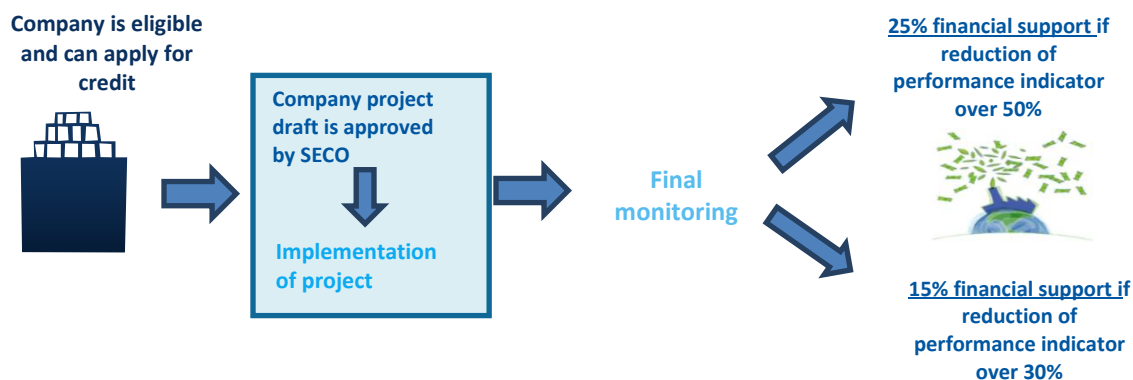 Company is eligible
and can apply for
credit
Company project
draft is approved
by SECO
Implementation
of project
Final
monitoring
25% financial support if
reduction of
performance indicator
over 50%
15% financial support if
reduction of
performance indicator
over 30%